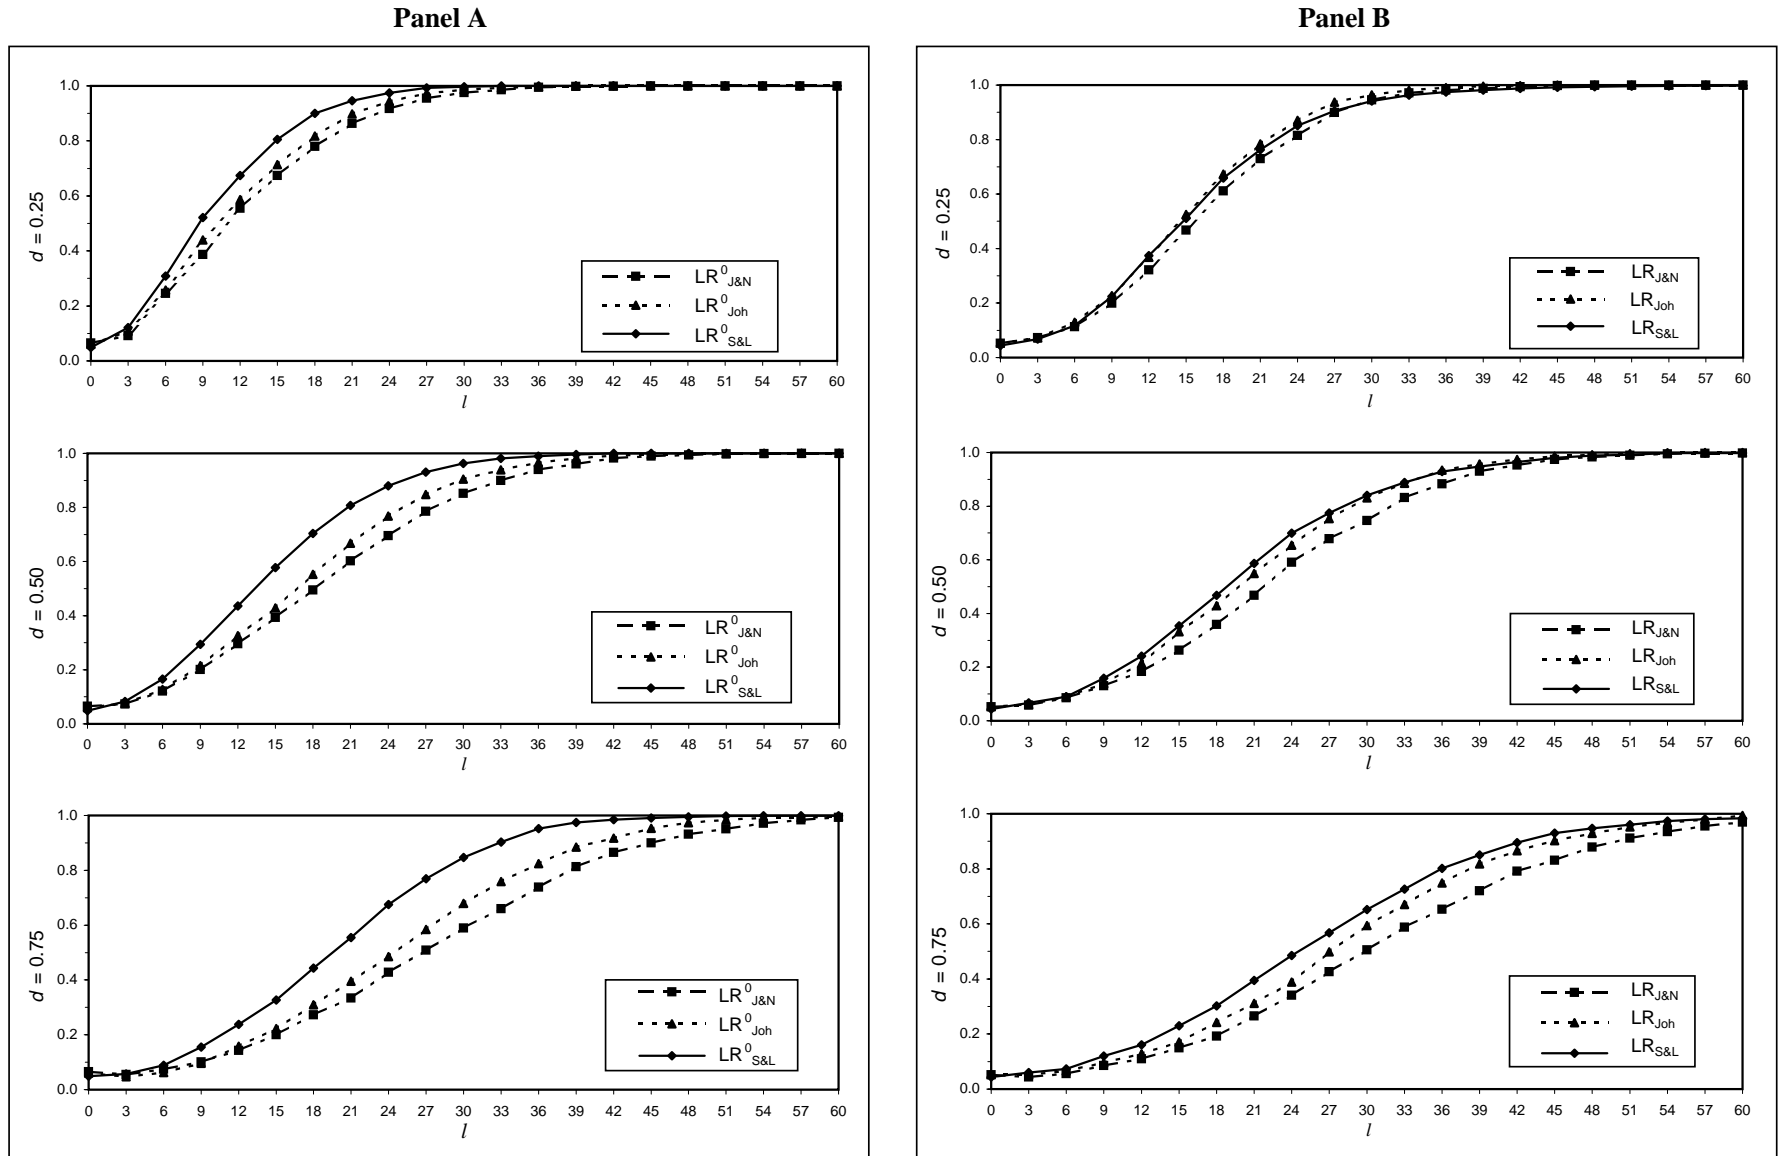 Panel A
1.0
0.8
0.6
0.4
0.2
0.0
d = 0.25
0 3 6 9 12 15 18 21 24 27 30 33 36 39 42 45 48 51 54 57 60
l
LR⁰J&N
LR⁰Joh
LR⁰S&L
1.0
0.8
0.6
0.4
0.2
0.0
d = 0.50
0 3 6 9 12 15 18 21 24 27 30 33 36 39 42 45 48 51 54 57 60
l
LR⁰J&N
LR⁰Joh
LR⁰S&L
1.0
0.8
0.6
0.4
0.2
0.0
d = 0.75
0 3 6 9 12 15 18 21 24 27 30 33 36 39 42 45 48 51 54 57 60
l
LR⁰J&N
LR⁰Joh
LR⁰S&L
Panel B
1.0
0.8
0.6
0.4
0.2
0.0
d = 0.25
0 3 6 9 12 15 18 21 24 27 30 33 36 39 42 45 48 51 54 57 60
l
LRJ&N
LRJoh
LRS&L
1.0
0.8
0.6
0.4
0.2
0.0
d = 0.50
0 3 6 9 12 15 18 21 24 27 30 33 36 39 42 45 48 51 54 57 60
l
LRJ&N
LRJoh
LRS&L
1.0
0.8
0.6
0.4
0.2
0.0
d = 0.75
0 3 6 9 12 15 18 21 24 27 30 33 36 39 42 45 48 51 54 57 60
l
LRJ&N
LRJoh
LRS&L